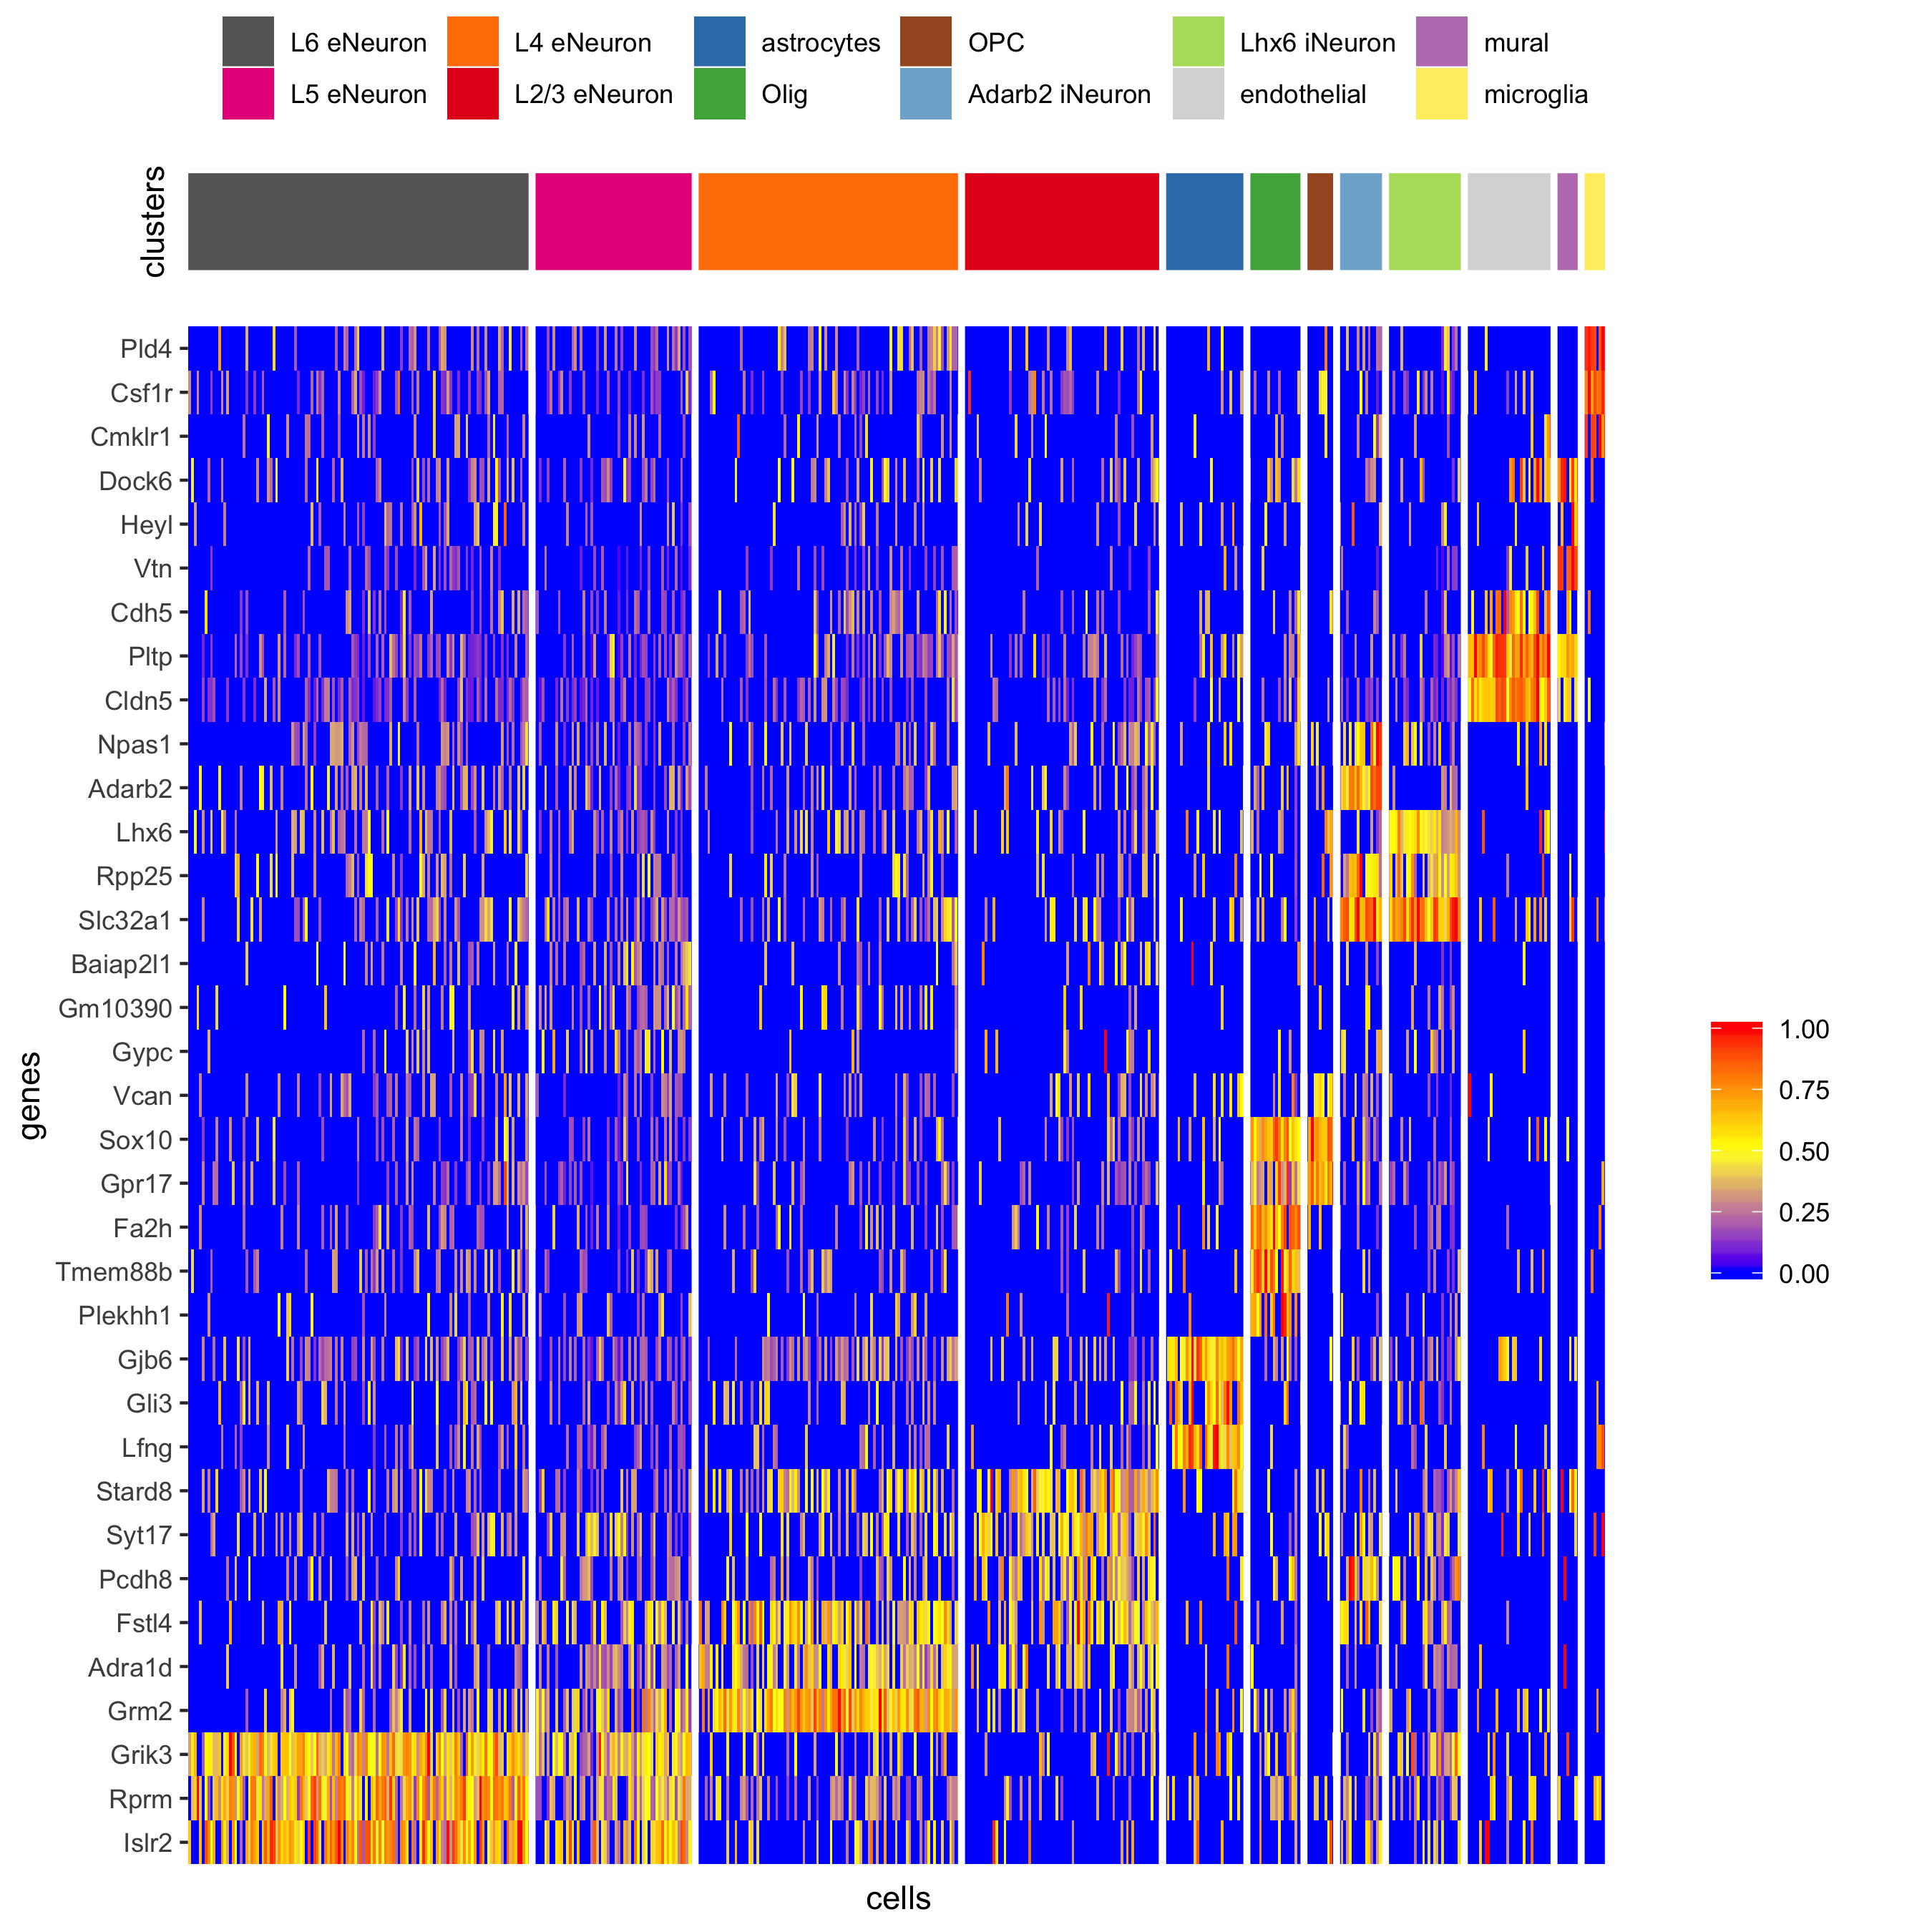 L6 eNeuron L4 eNeuron astrocytes OPC Lhx6 iNeuron mural
L5 eNeuron L2/3 eNeuron Olig Adarb2 iNeuron endothelial microglia
clusters
Pld4
Csf1r
Cmklr1
Dock6
Heyl
Vtn
Cdh5
Pltp
Cldn5
Npas1
Adarb2
Lhx6
Rpp25
Slc32a1
Baiap2l1
Gm10390
Gypc
Vcan
Sox10
Gpr17
Fa2h
Tmem88b
Plekhh1
Gjb6
Gli3
Lfng
Stard8
Syt17
Pcdh8
Fstl4
Adra1d
Grm2
Grik3
Rprm
Islr2
genes
cells
1.00
0.75
0.50
0.25
0.00